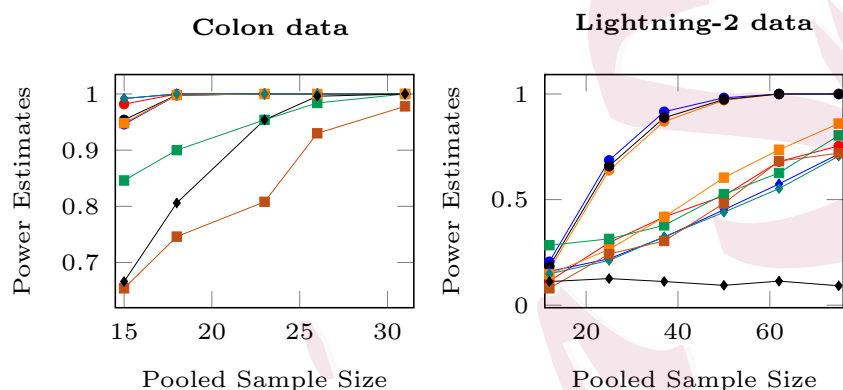 Colon data
Power Estimates
1
0.9
0.8
0.7
15
20
25
30
Pooled Sample Size
Lightning-2 data
Power Estimates
1
0.5
0
20
40
60
Pooled Sample Size